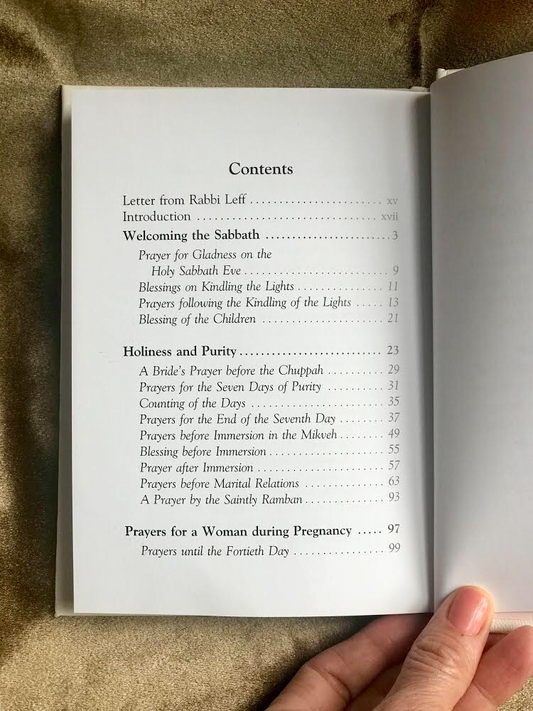 Contents
Letter from Rabbi Leff . . . . . . . . . . . . . . . . . . . . . . . xv
Introduction . . . . . . . . . . . . . . . . . . . . . . . . . . . . . . . . xvii
Welcoming the Sabbath . . . . . . . . . . . . . . . . . . . . . . . 3
Prayer for Gladness on the
Holy Sabbath Eve . . . . . . . . . . . . . . . . . . . . . . . . 9
Blessings on Kindling the Lights . . . . . . . . . . . . . . . 11
Prayers following the Kindling of the Lights . . . . . 13
Blessing of the Children . . . . . . . . . . . . . . . . . . . . . 21
Holiness and Purity . . . . . . . . . . . . . . . . . . . . . . . . . . 23
A Bride's Prayer before the Chuppah . . . . . . . . . . 29
Prayers for the Seven Days of Purity . . . . . . . . . . 31
Counting of the Days . . . . . . . . . . . . . . . . . . . . . . . 35
Prayers for the End of the Seventh Day . . . . . . . . 37
Prayers before Immersion in the Mikveh . . . . . . . . 49
Blessing before Immersion . . . . . . . . . . . . . . . . . . . . 55
Prayer after Immersion . . . . . . . . . . . . . . . . . . . . . . 57
Prayers before Marital Relations . . . . . . . . . . . . . . 63
A Prayer by the Saintly Ramban . . . . . . . . . . . . . . 93
Prayers for a Woman during Pregnancy . . . . . 97
Prayers until the Fortieth Day . . . . . . . . . . . . . . . . 99